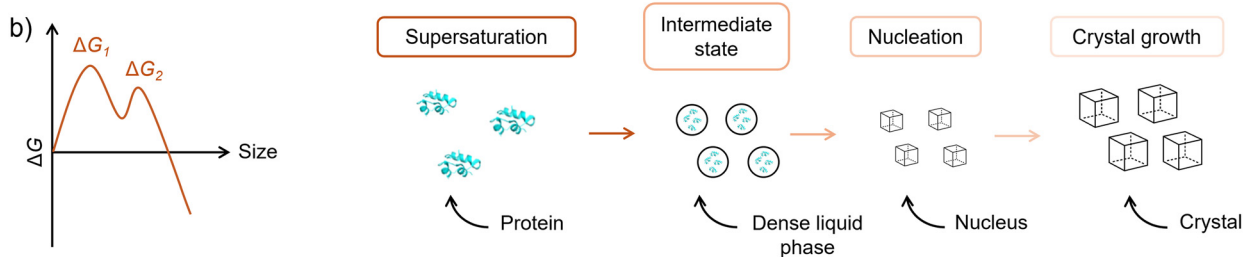 b)
ΔG₁
ΔG₂
ΔG
Size
Supersaturation
Intermediate
state
Nucleation
Crystal growth
Protein
Dense liquid
phase
Nucleus
Crystal